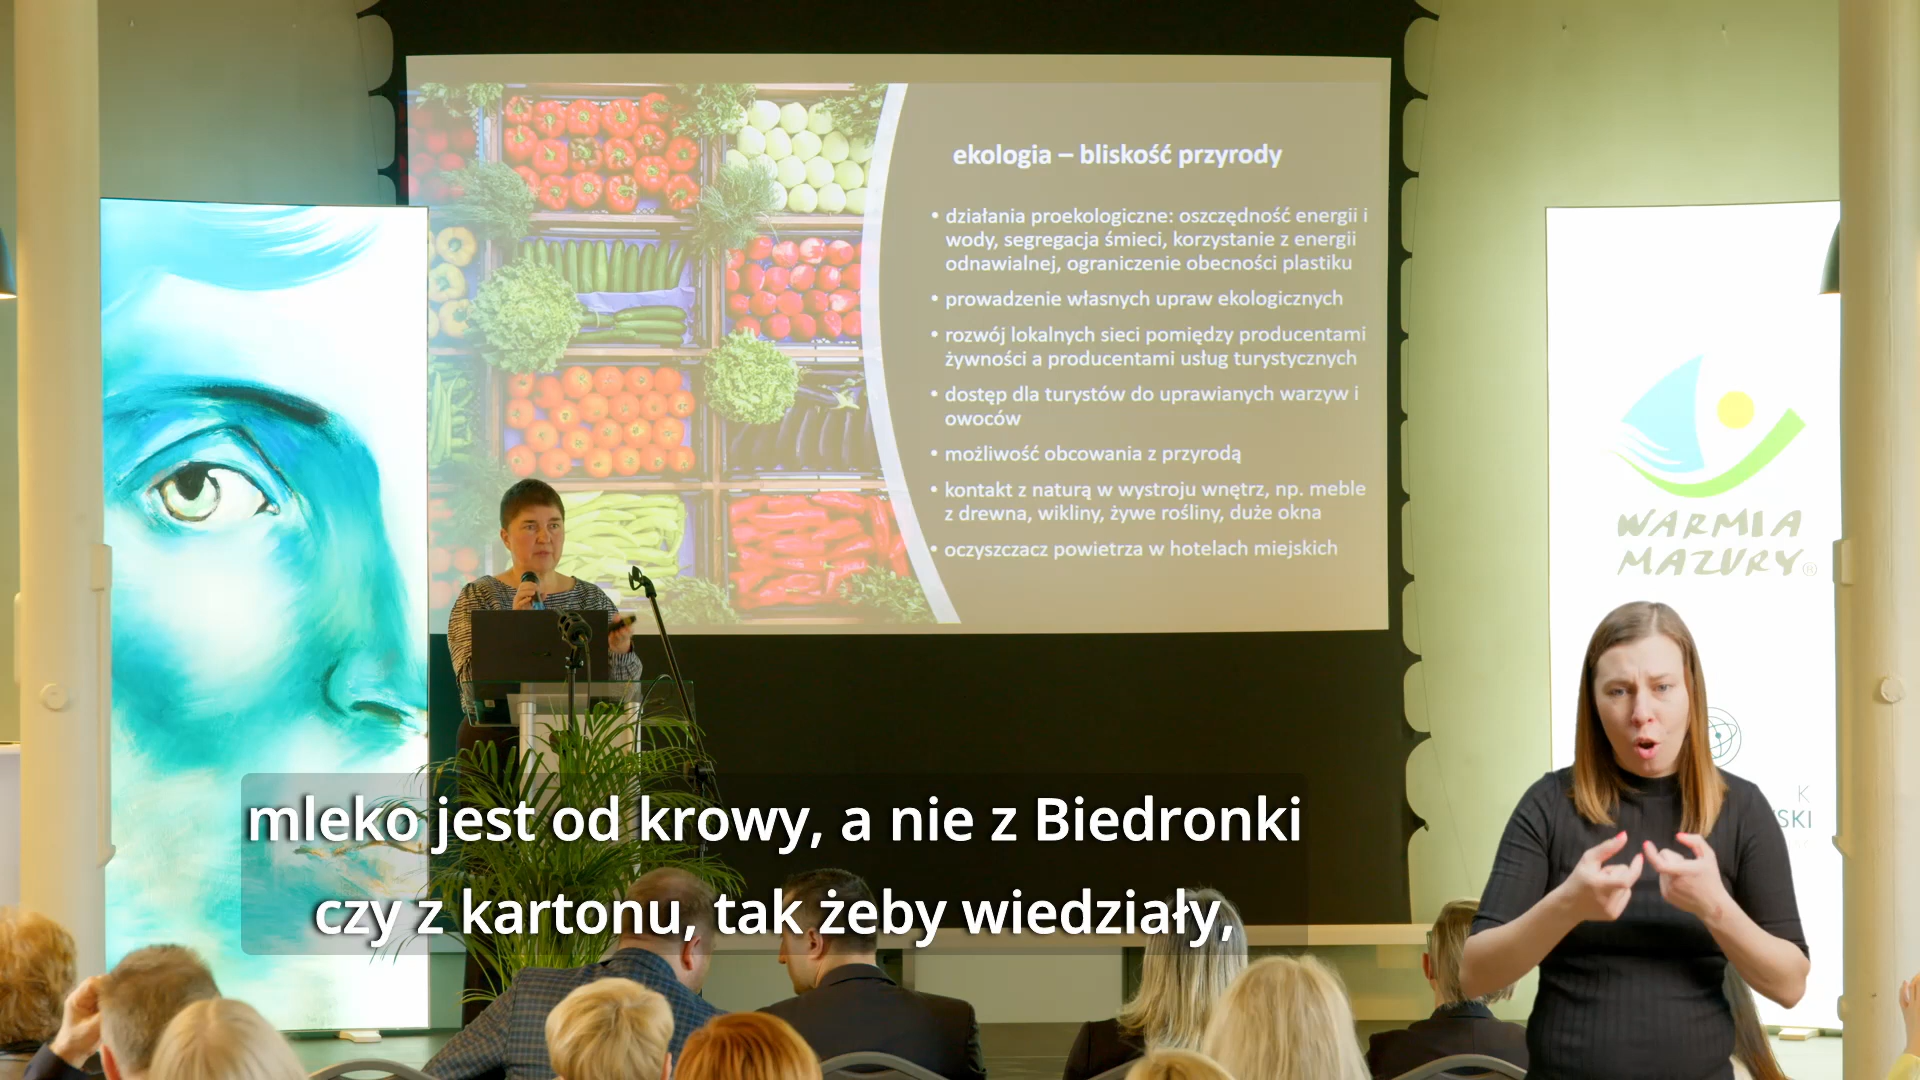 ekologia – bliskość przyrody
• działania proekologiczne: oszczędność energii i
wody, segregacja śmieci, korzystanie z energii
odnawialnej, ograniczenie obecności plastiku
• prowadzenie własnych upraw ekologicznych
• rozwój lokalnych sieci pomiędzy producentami
żywności a producentami usług turystycznych
• dostęp dla turystów do uprawianych warzyw i
owoców
• możliwość obcowania z przyrodą
• kontakt z naturą w wystroju wnętrz, np. meble
z drewna, wikliny, żywe rośliny, duże okna
• oczyszczacz powietrza w hotelach miejskich
WARMIA
MAZURY®
K
SKI
mleko jest od krowy, a nie z Biedronki
czy z kartonu, tak żeby wiedziały,